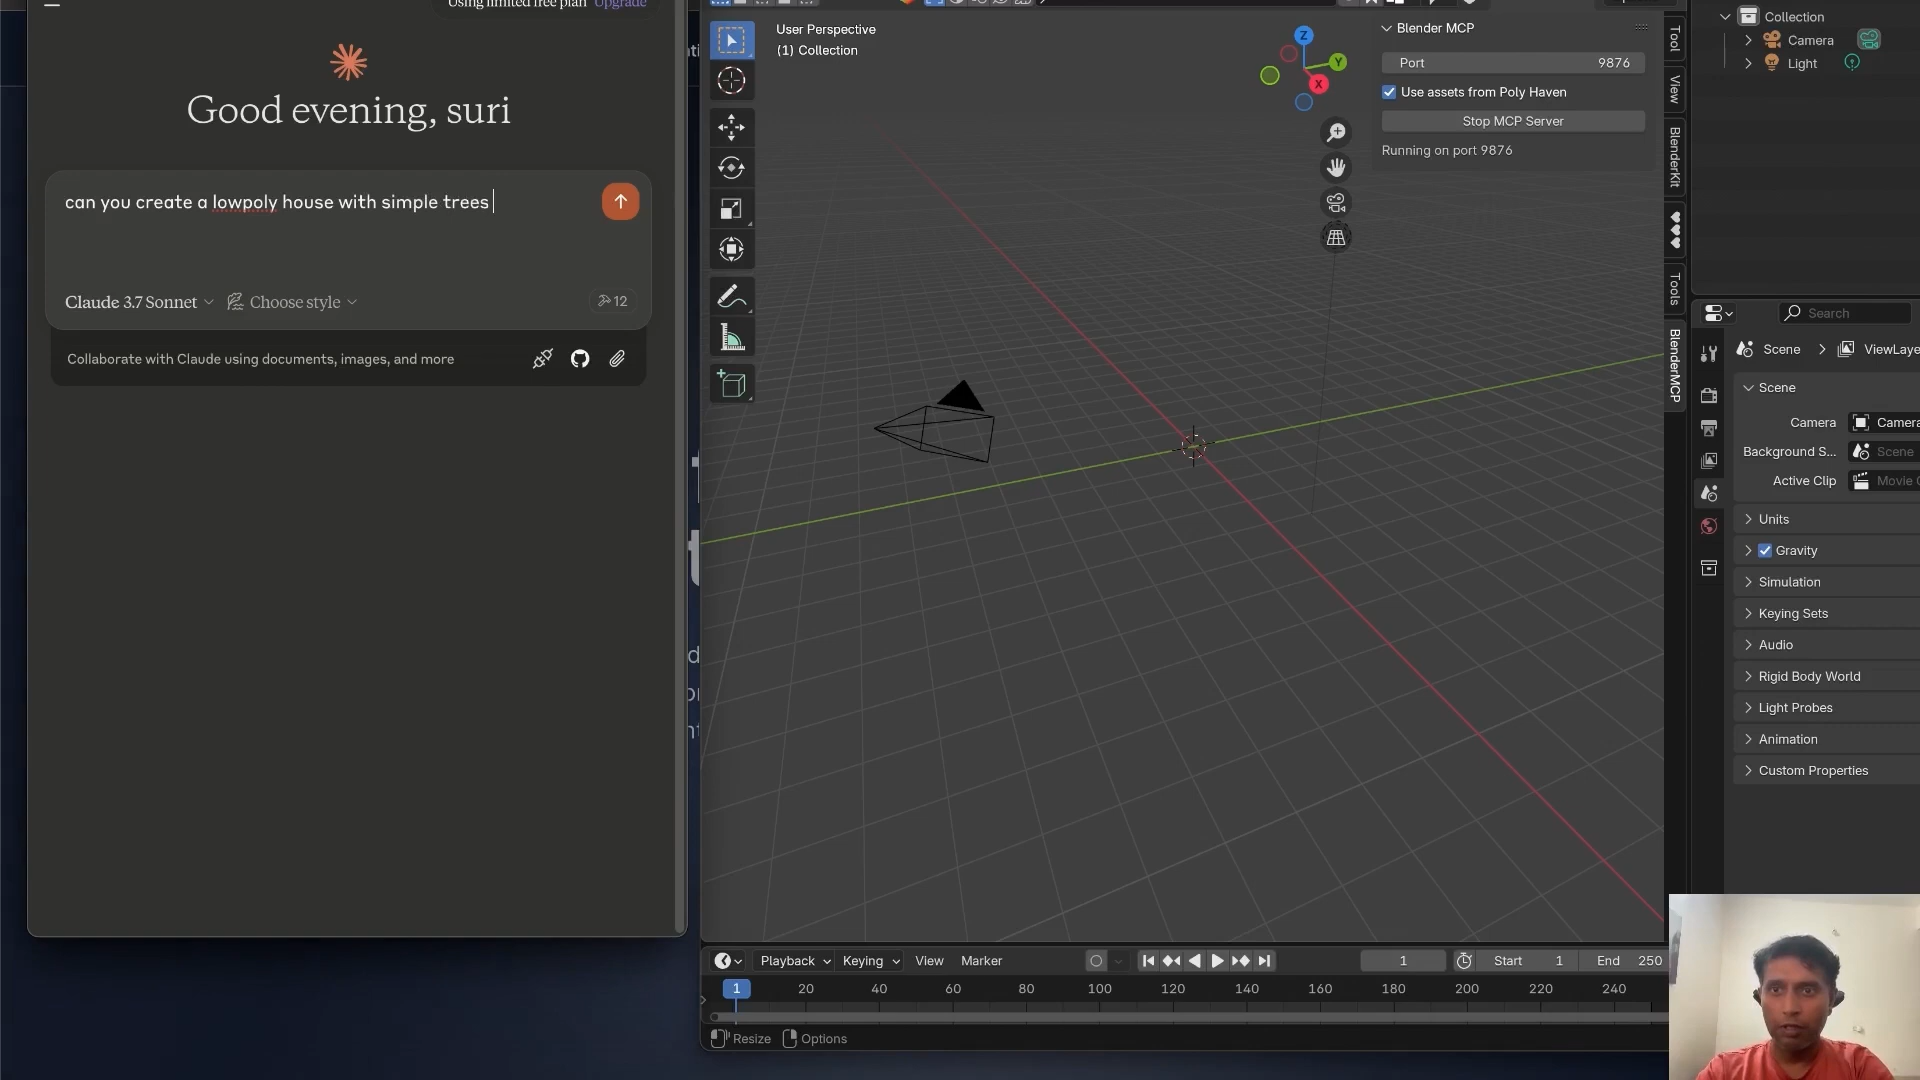 Using limited free plan Upgrade
Good evening, suri
can you create a lowpoly house with simple trees
Claude 3.7 Sonnet
Choose style
12
Collaborate with Claude using documents, images, and more
User Perspective
(1) Collection
Z
Y
X
Blender MCP
Port 9876
Use assets from Poly Haven
Stop MCP Server
Running on port 9876
Tool
View
BlenderKit
Tools
BlenderMCP
Collection
Camera
Light
Search
Scene
ViewLaye
Scene
Camera Camera
Background S... Scene
Active Clip Movie C
Units
Gravity
Simulation
Keying Sets
Audio
Rigid Body World
Light Probes
Animation
Custom Properties
Playback Keying View Marker
1
Start 1
End 250
1 20 40 60 80 100 120 140 160 180 200 220 240
Resize Options